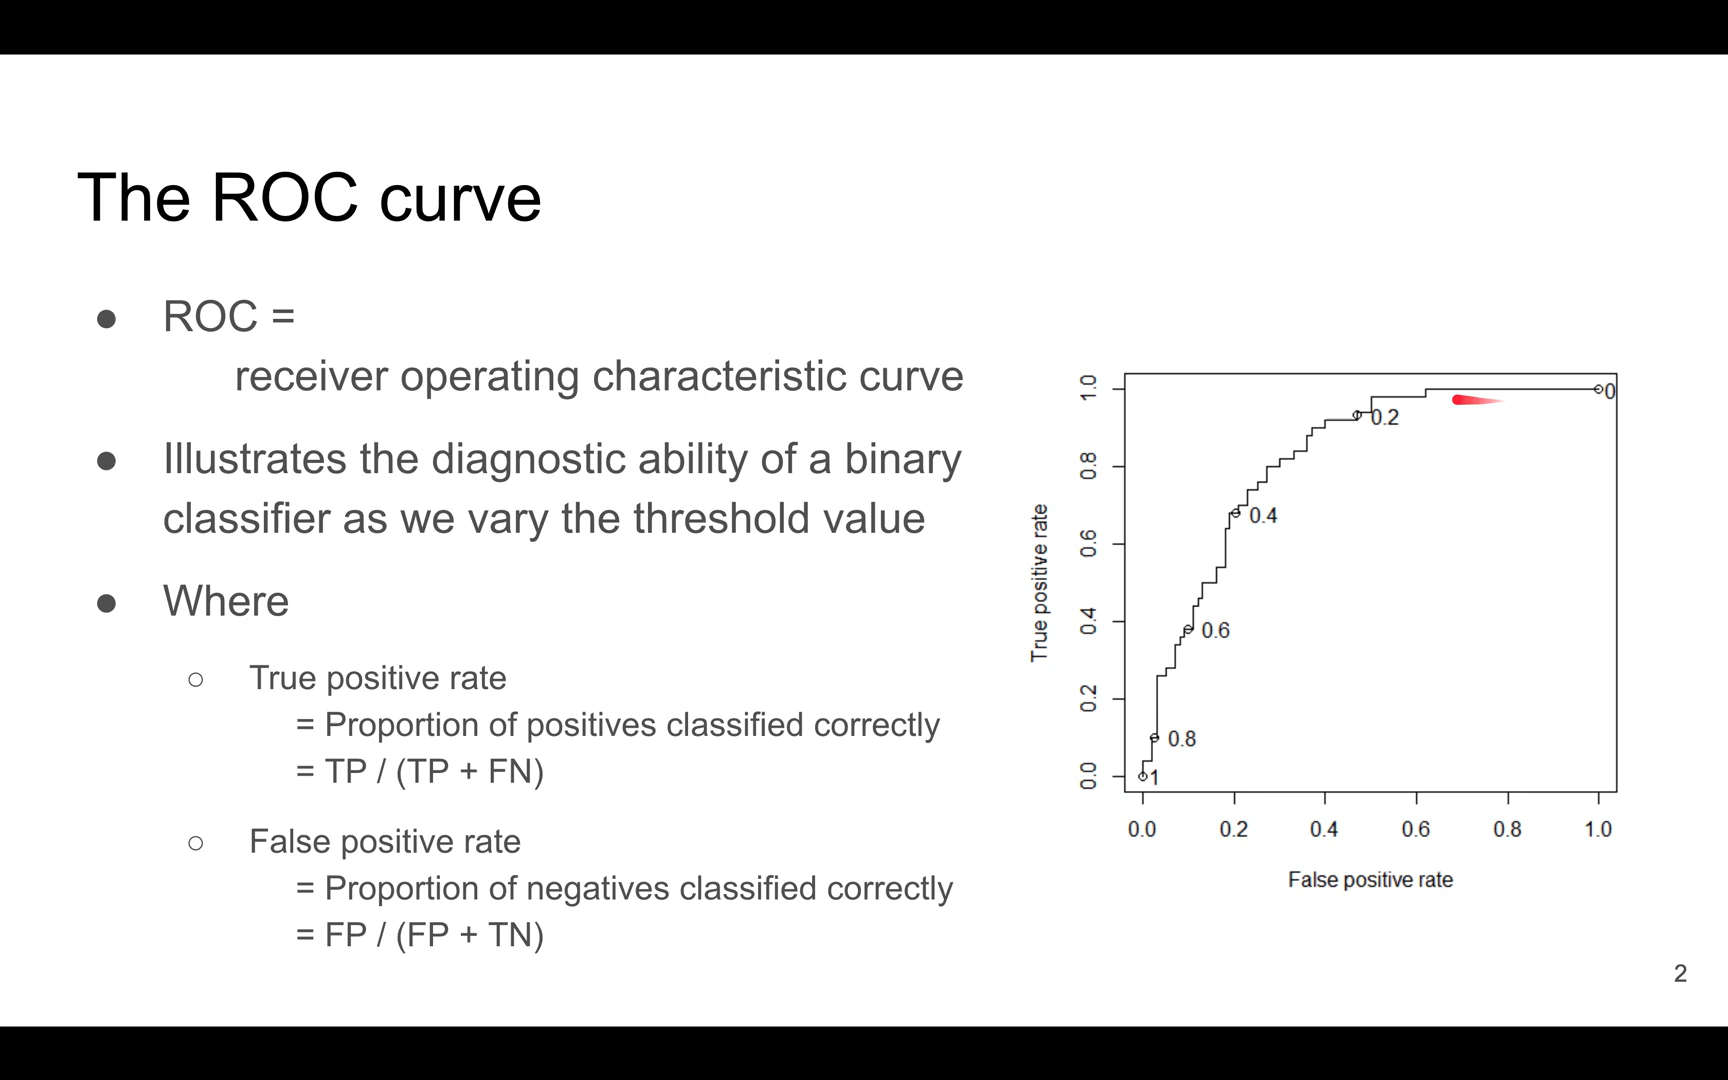 The ROC curve
● ROC =
receiver operating characteristic curve
● Illustrates the diagnostic ability of a binary
classifier as we vary the threshold value
● Where
○ True positive rate
= Proportion of positives classified correctly
= TP / (TP + FN)
○ False positive rate
= Proportion of negatives classified correctly
= FP / (FP + TN)
True positive rate
1.0
0.8
0.6
0.4
0.2
0.0
0
0.2
0.4
0.6
0.8
1
0.0 0.2 0.4 0.6 0.8 1.0
False positive rate
2